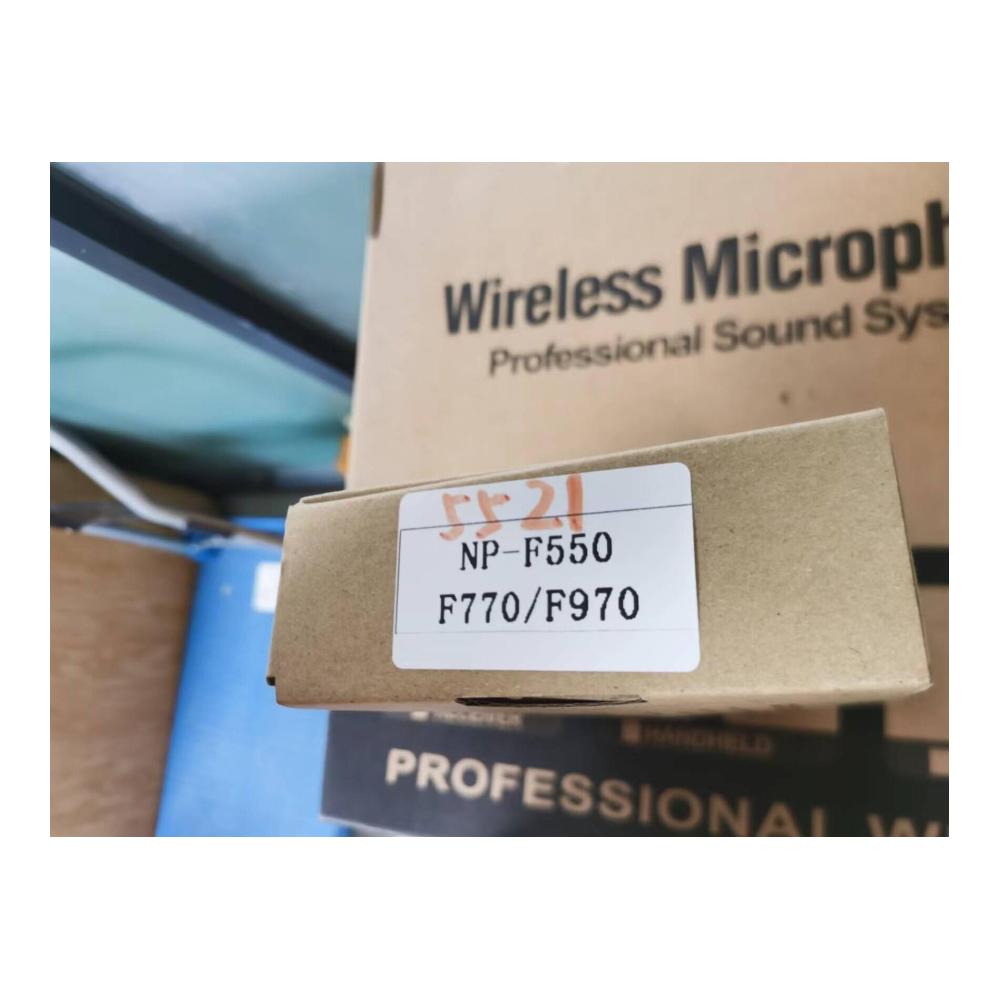 Wireless Microph
Professional Sound Sys
5521
NP-F550
F770/F970
HANDHELD
PROFESSIONAL W